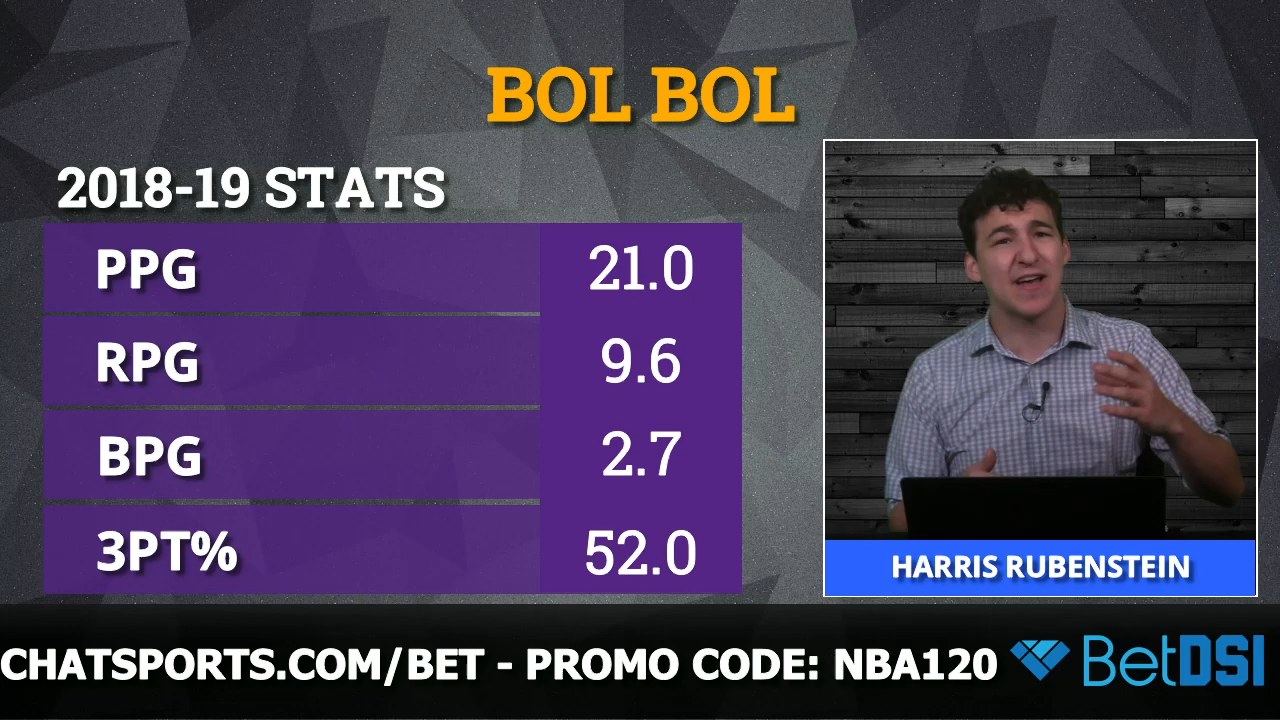 BOL BOL
2018-19 STATS
PPG 21.0
RPG 9.6
BPG 2.7
3PT% 52.0
HARRIS RUBENSTEIN
CHATSPORTS.COM/BET - PROMO CODE: NBA120 BetDSI